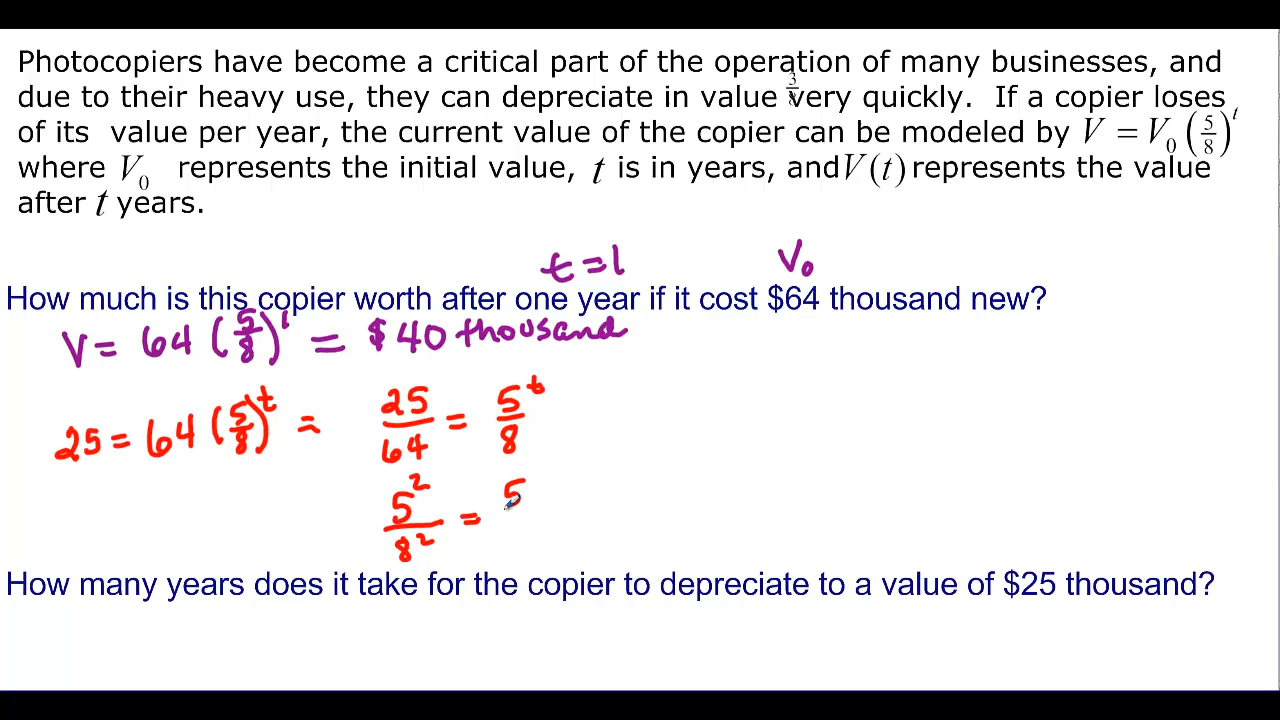 Photocopiers have become a critical part of the operation of many businesses, and
due to their heavy use, they can depreciate in value very quickly. If a copier loses 3/8
of its value per year, the current value of the copier can be modeled by V = V₀(5/8)ᵗ
where V₀ represents the initial value, t is in years, and V(t) represents the value
after t years.
t = 1 V₀
How much is this copier worth after one year if it cost $64 thousand new?
V = 64 (5/8)¹ = $40 thousand
25 = 64 (5/8)ᵗ = 25/64 = 5/8ᵗ
5²/8² = 5
How many years does it take for the copier to depreciate to a value of $25 thousand?